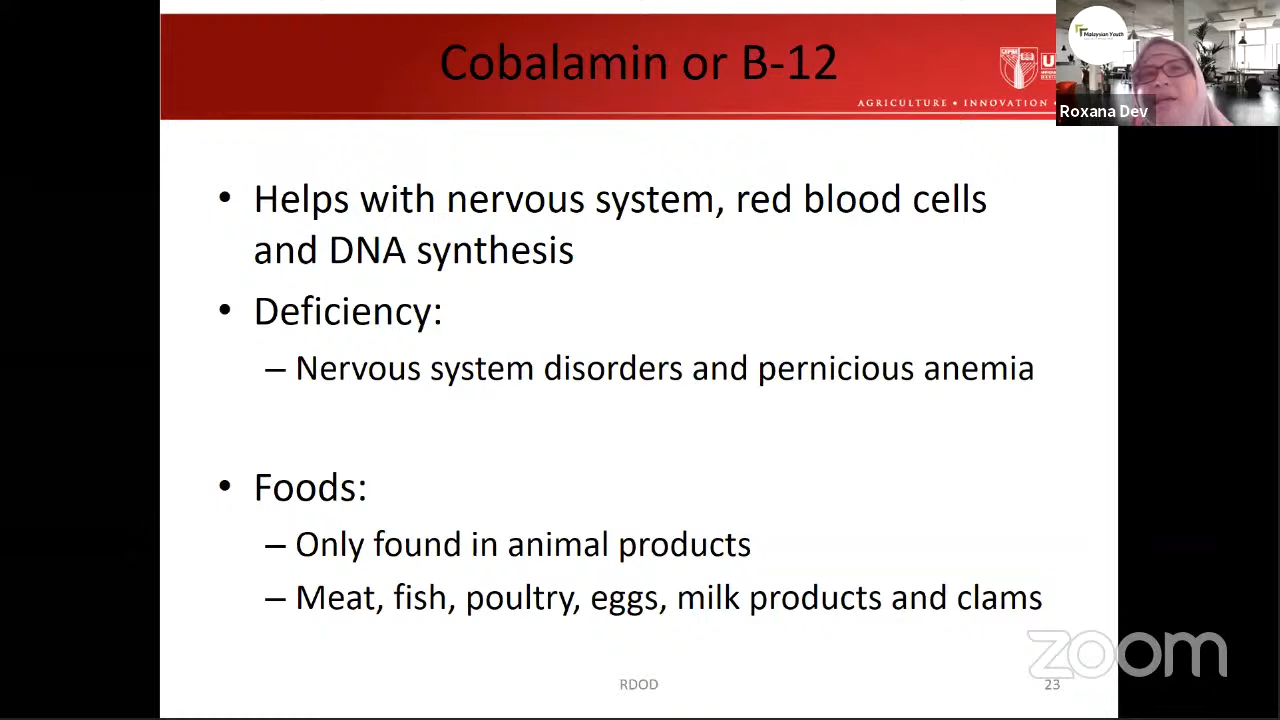 Cobalamin or B-12
AGRICULTURE • INNOVATION •
Malaysian Youth
Roxana Dev
• Helps with nervous system, red blood cells
and DNA synthesis
• Deficiency:
– Nervous system disorders and pernicious anemia
• Foods:
– Only found in animal products
– Meat, fish, poultry, eggs, milk products and clams
zoom
RDOD
23